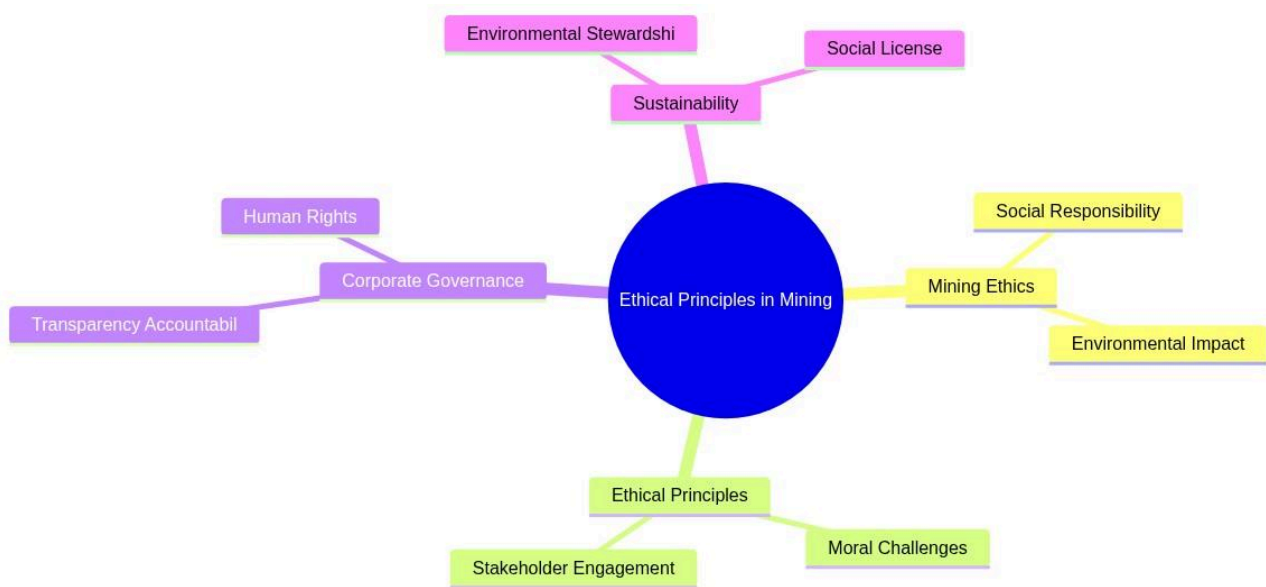 Environmental Stewardshi
Social License
Sustainability
Human Rights
Social Responsibility
Corporate Governance
Mining Ethics
Ethical Principles in Mining
Transparency Accountabil
Environmental Impact
Ethical Principles
Moral Challenges
Stakeholder Engagement